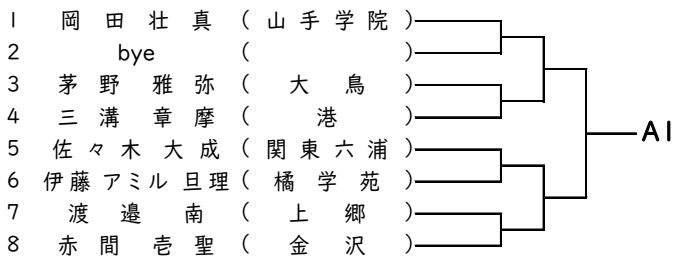 1 岡田壮真 (山手学院)
2 bye ( )
3 茅野雅弥 (大鳥)
4 三溝章摩 (港)
5 佐々木大成 (関東六浦)
6 伊藤アミル旦理 (橘学苑)
7 渡邉南 (上郷)
8 赤間壱聖 (金沢)
A1